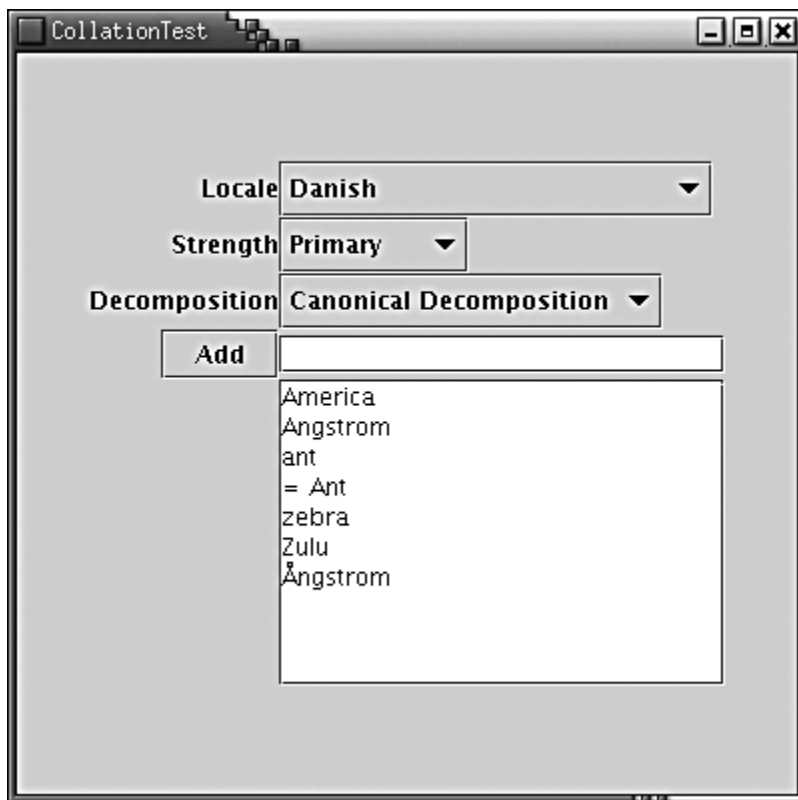 CollationTest
Locale Danish
Strength Primary
Decomposition Canonical Decomposition
Add
America
Angstrom
ant
= Ant
zebra
Zulu
Ångstrom